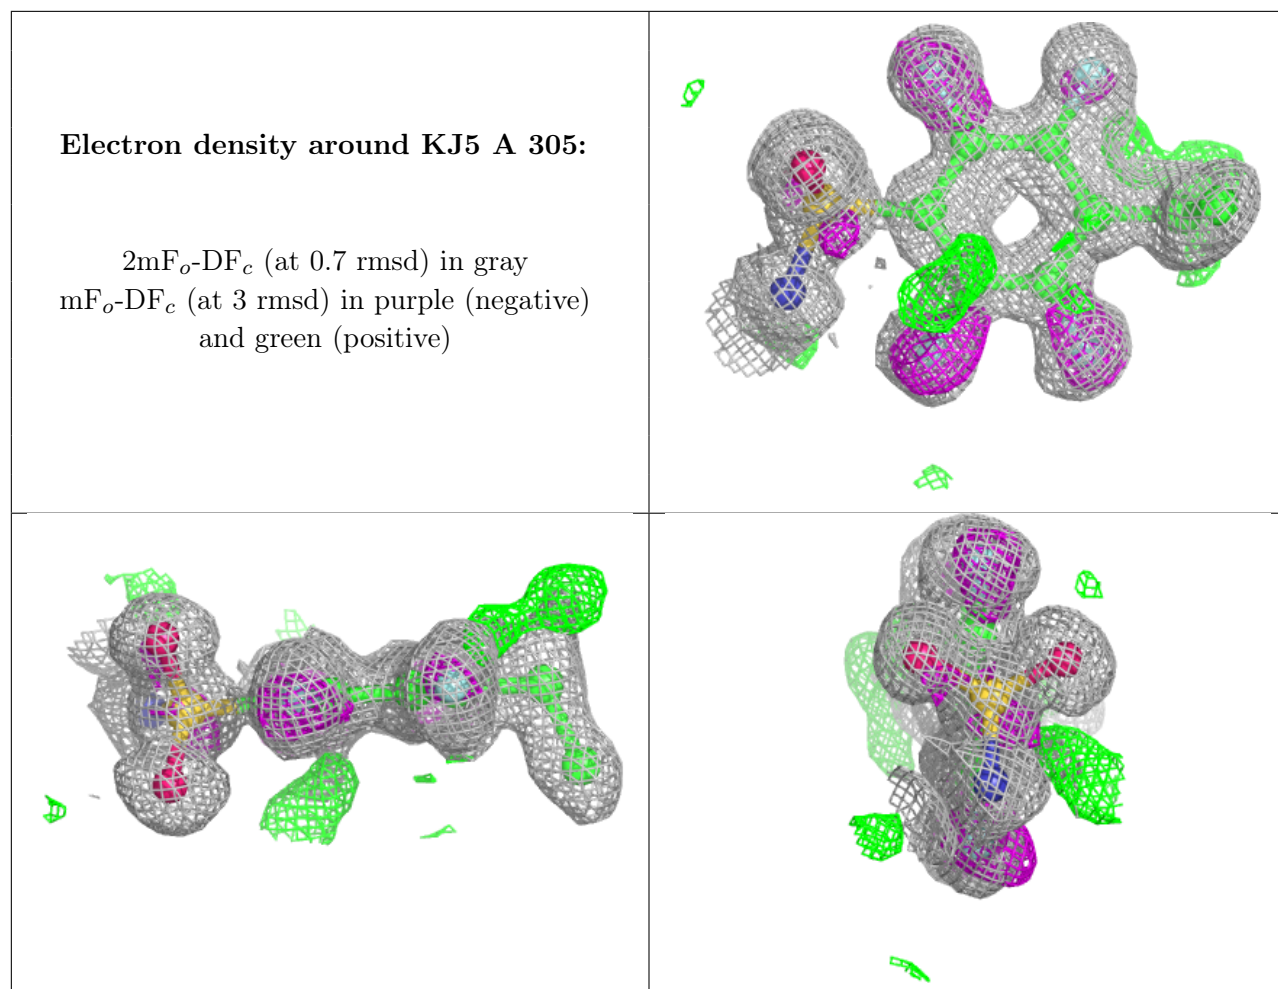 Electron density around KJ5 A 305:
2mFo-DFc (at 0.7 rmsd) in gray
mFo-DFc (at 3 rmsd) in purple (negative)
and green (positive)